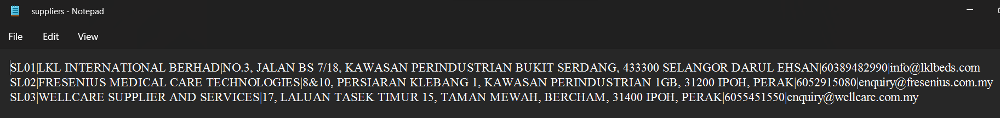 suppliers - Notepad
File Edit View
SL01|LKL INTERNATIONAL BERHAD|NO.3, JALAN BS 7/18, KAWASAN PERINDUSTRIAN BUKIT SERDANG, 433300 SELANGOR DARUL EHSAN|60389482990|info@lklbeds.com
SL02|FRESENIUS MEDICAL CARE TECHNOLOGIES|8&10, PERSIARAN KLEBANG 1, KAWASAN PERINDUSTRIAN 1GB, 31200 IPOH, PERAK|6052915080|enquiry@fresenius.com.my
SL03|WELLCARE SUPPLIER AND SERVICES|17, LALUAN TASEK TIMUR 15, TAMAN MEWAH, BERCHAM, 31400 IPOH, PERAK|6055451550|enquiry@wellcare.com.my